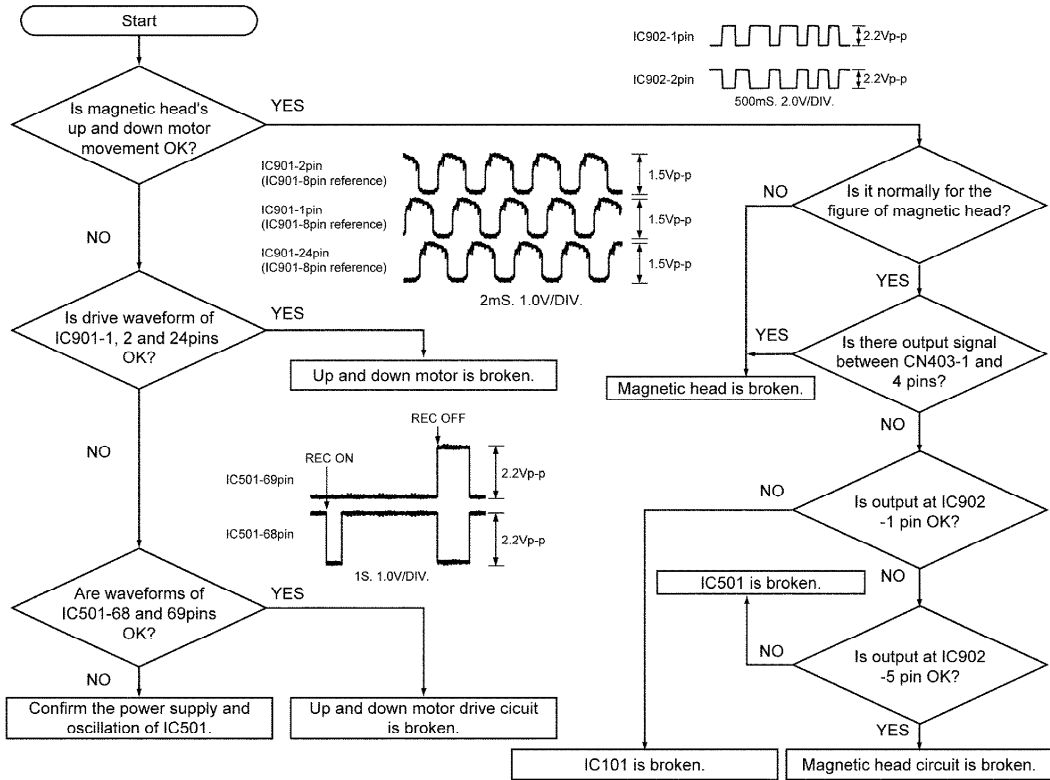 Start
Is magnetic head's
up and down motor
movement OK?
YES
NO
IC902-1pin
2.2Vp-p
IC902-2pin
2.2Vp-p
500mS. 2.0V/DIV.
IC901-2pin
(IC901-8pin reference)
1.5Vp-p
IC901-1pin
(IC901-8pin reference)
1.5Vp-p
IC901-24pin
(IC901-8pin reference)
1.5Vp-p
2mS. 1.0V/DIV.
Is it normally for the
figure of magnetic head?
NO
YES
Is drive waveform of
IC901-1, 2 and 24pins
OK?
YES
NO
Up and down motor is broken.
Is there output signal
between CN403-1 and
4 pins?
YES
NO
Magnetic head is broken.
REC OFF
REC ON
IC501-69pin
2.2Vp-p
IC501-68pin
2.2Vp-p
1S. 1.0V/DIV.
Is output at IC902
-1 pin OK?
NO
NO
IC501 is broken.
Are waveforms of
IC501-68 and 69pins
OK?
YES
NO
Is output at IC902
-5 pin OK?
NO
YES
Confirm the power supply and
oscillation of IC501.
Up and down motor drive cicuit
is broken.
IC101 is broken.
Magnetic head circuit is broken.